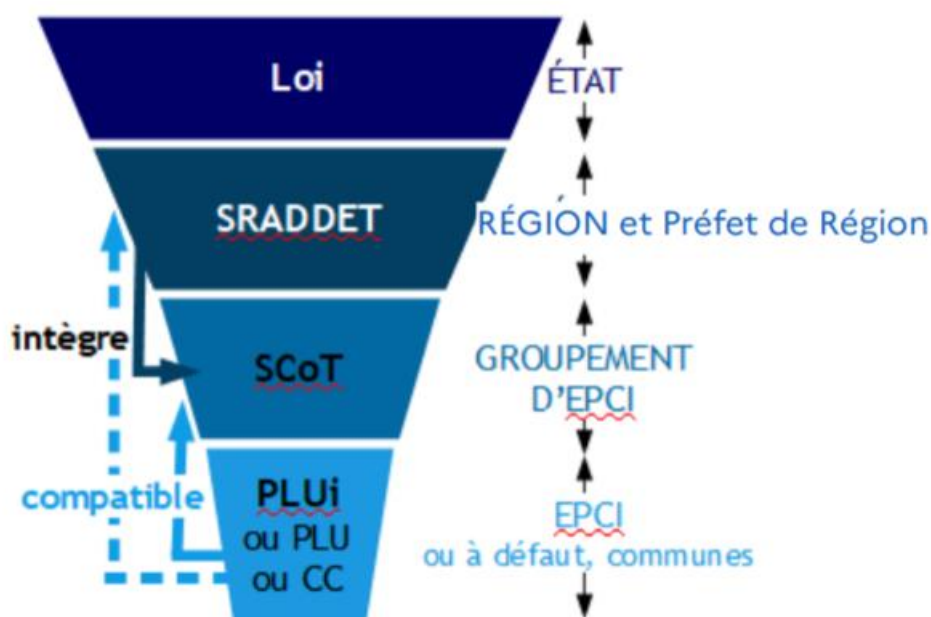 Loi
ÉTAT
SRADDET
RÉGION et Préfet de Région
intègre
SCoT
GROUPEMENT
D'EPCI
compatible
PLUi
ou PLU
ou CC
EPCI
ou à défaut, communes